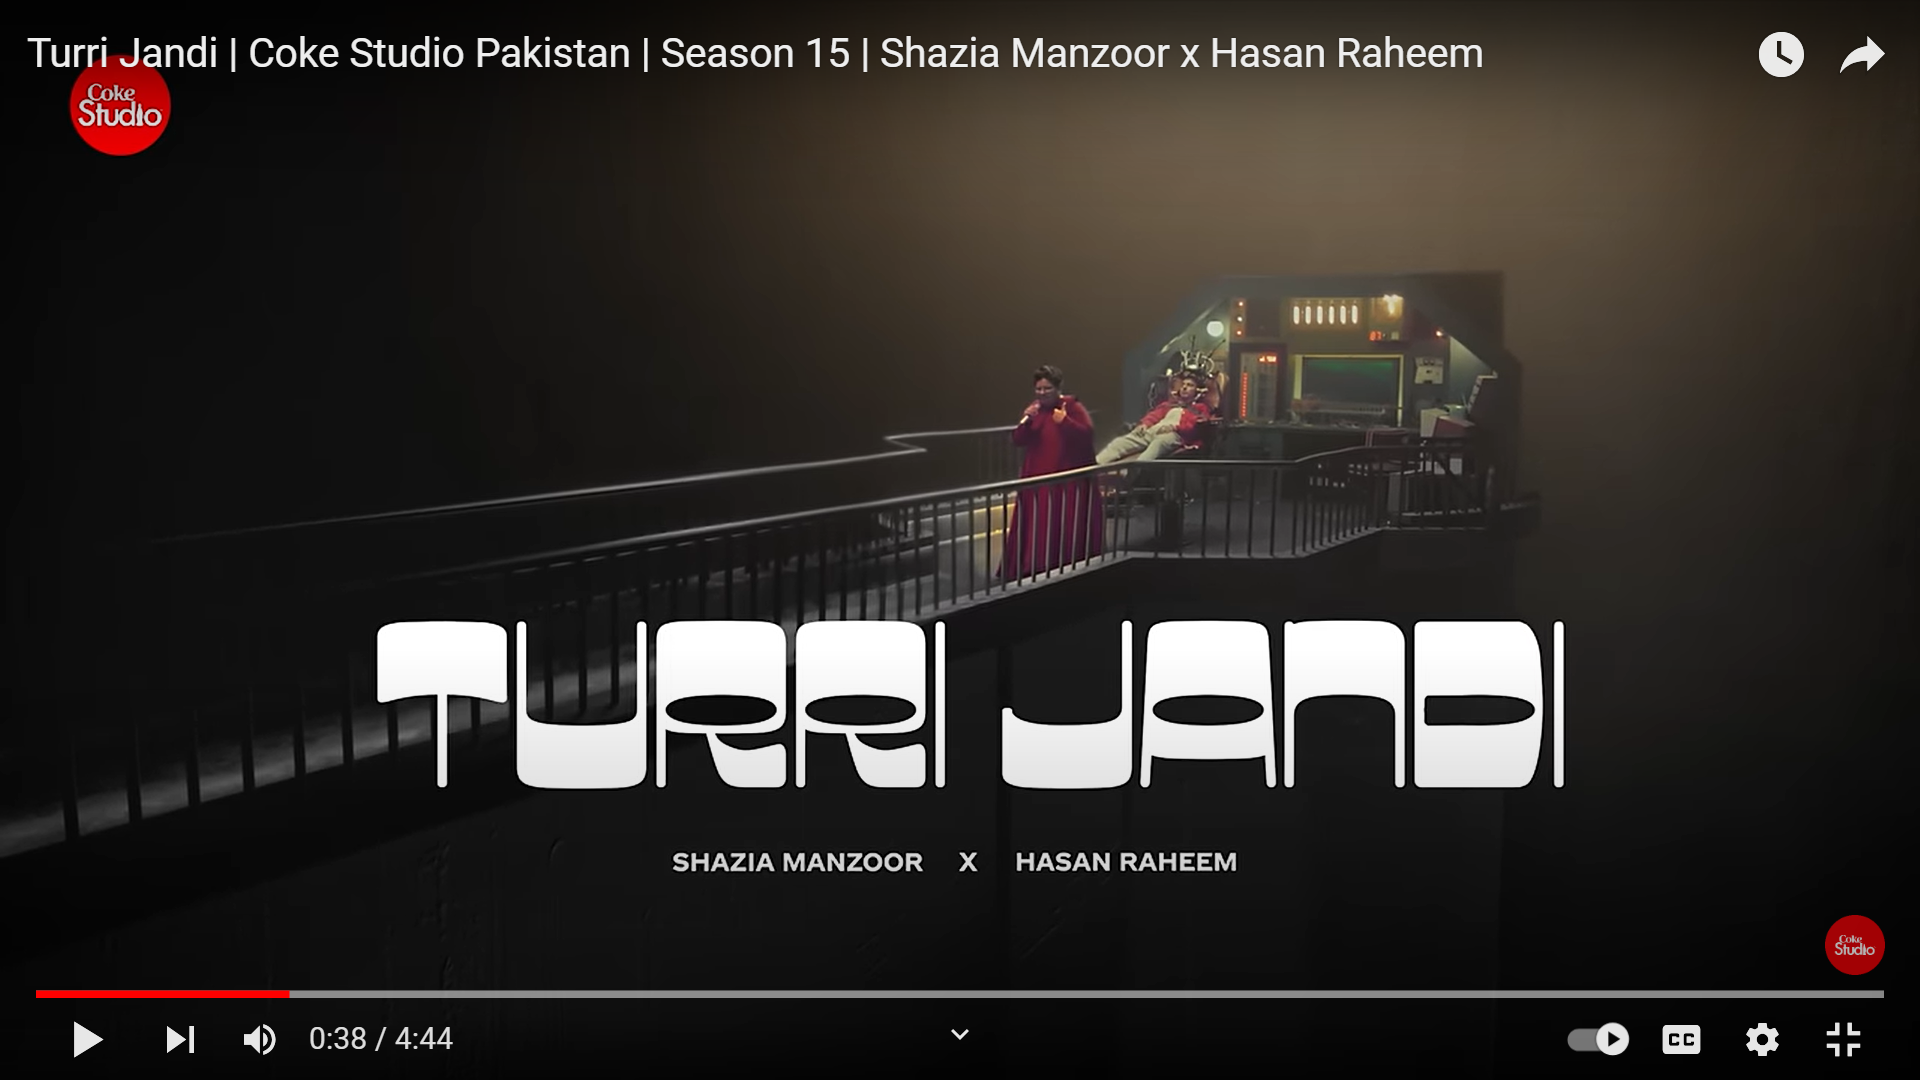 Turri Jandi | Coke Studio Pakistan | Season 15 | Shazia Manzoor x Hasan Raheem
Coke
Studio
TURRI JANDI
SHAZIA MANZOOR X HASAN RAHEEM
Coke
Studio
0:38 / 4:44
CC